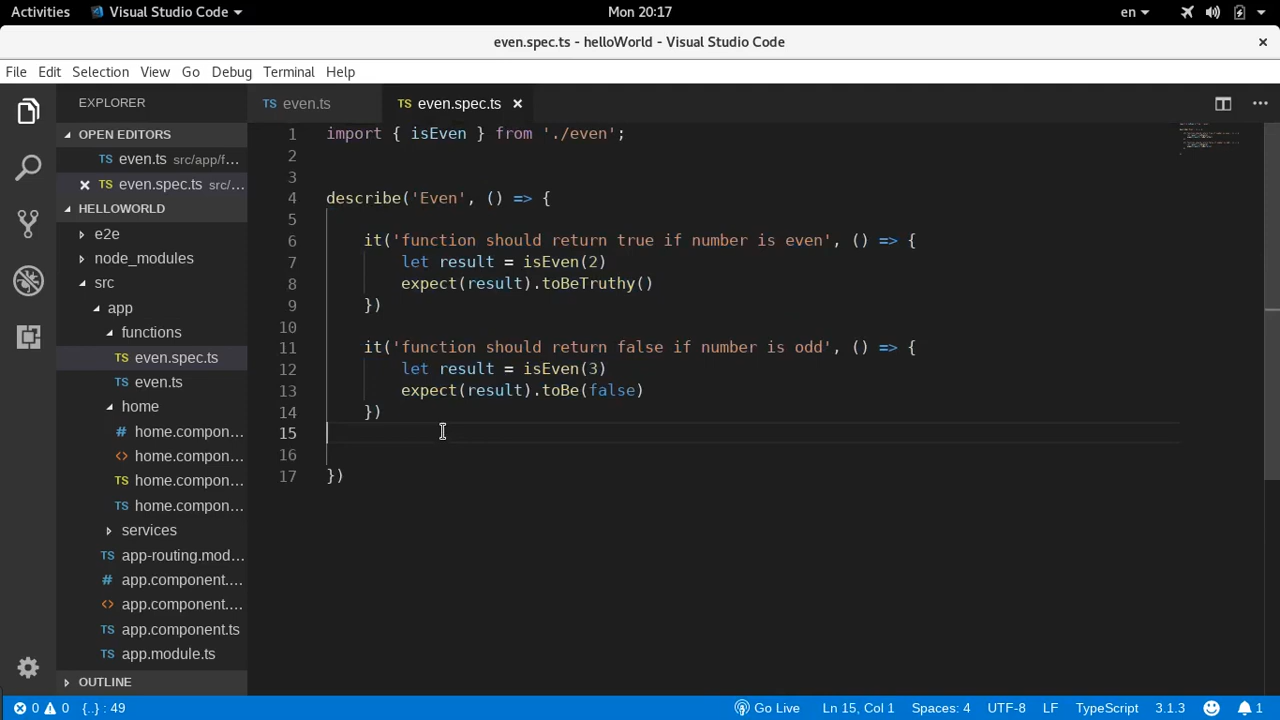 Activities Visual Studio Code Mon 20:17 en
even.spec.ts - helloWorld - Visual Studio Code
File Edit Selection View Go Debug Terminal Help
EXPLORER
OPEN EDITORS
TS even.ts src/app/f...
TS even.spec.ts src/...
HELLOWORLD
e2e
node_modules
src
app
functions
TS even.spec.ts
TS even.ts
home
# home.compon...
<> home.compon...
TS home.compon...
TS home.compon...
services
TS app-routing.mod...
# app.component....
<> app.component....
TS app.component.ts
TS app.module.ts
OUTLINE
TS even.ts TS even.spec.ts
1 import { isEven } from './even';
2
3
4 describe('Even', () => {
5
6 it('function should return true if number is even', () => {
7 let result = isEven(2)
8 expect(result).toBeTruthy()
9 })
10
11 it('function should return false if number is odd', () => {
12 let result = isEven(3)
13 expect(result).toBe(false)
14 })
15
16
17 })
0 0 {..} : 49 Go Live Ln 15, Col 1 Spaces: 4 UTF-8 LF TypeScript 3.1.3 1